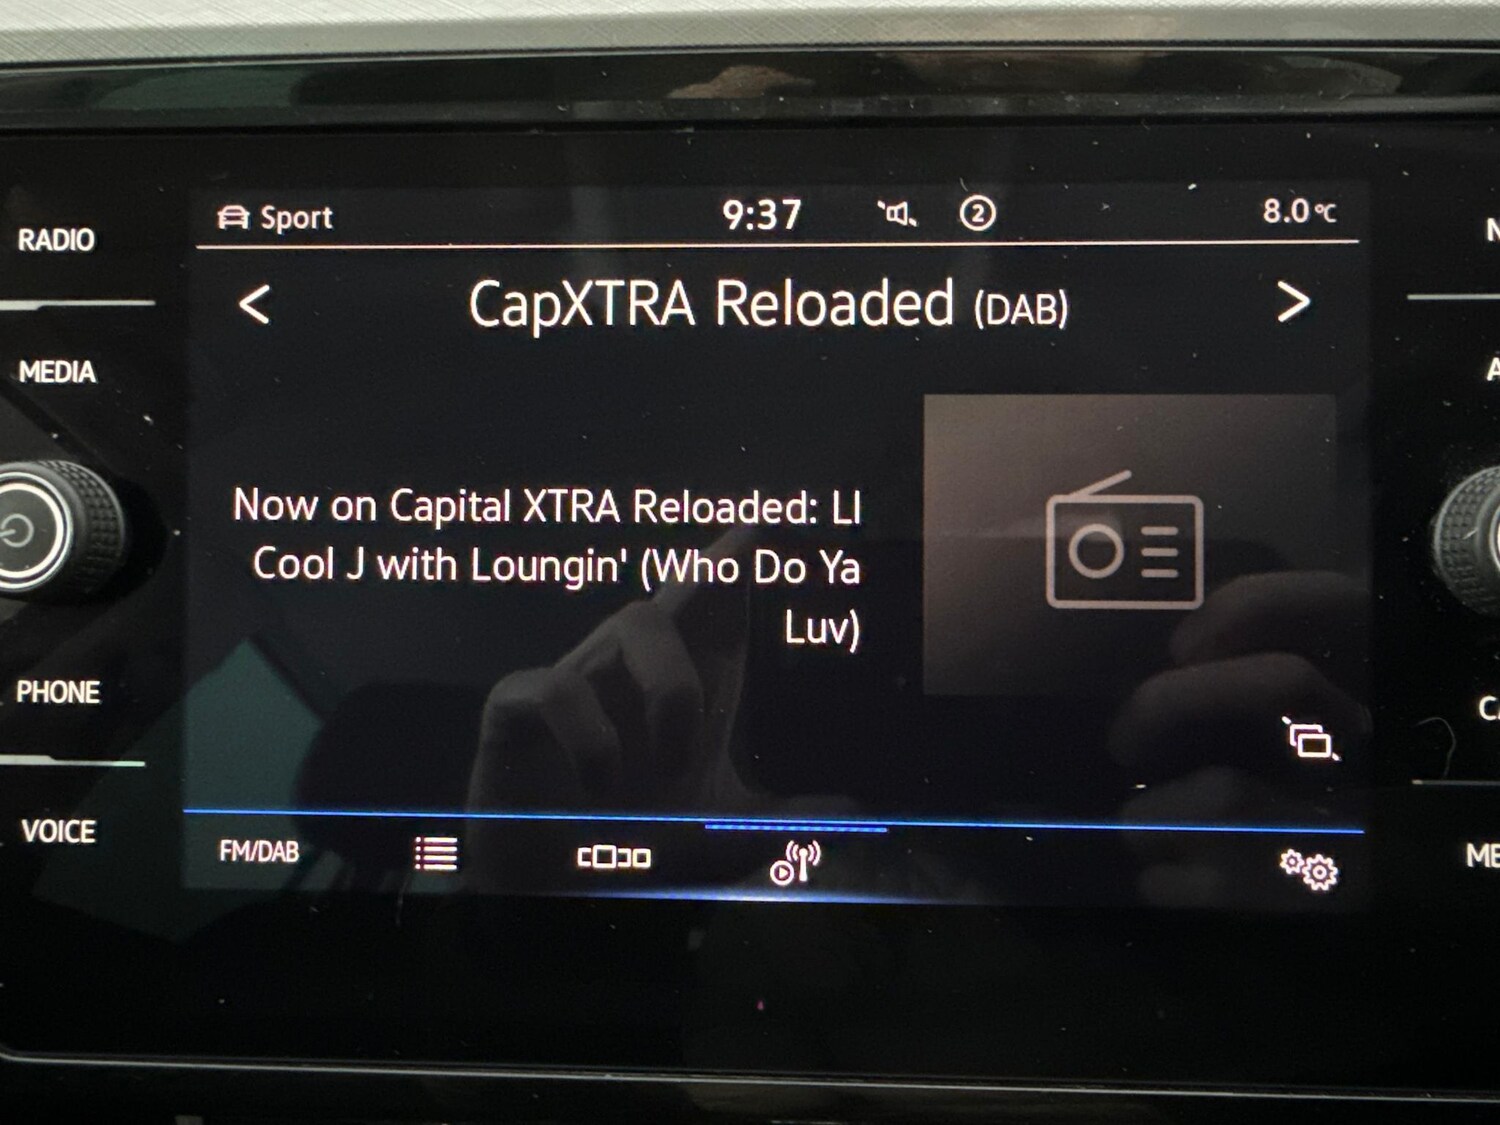 Sport 9:37 2 8.0°C
RADIO
CapXTRA Reloaded (DAB)
MEDIA
Now on Capital XTRA Reloaded: Ll
Cool J with Loungin' (Who Do Ya
Luv)
PHONE
VOICE
FM/DAB